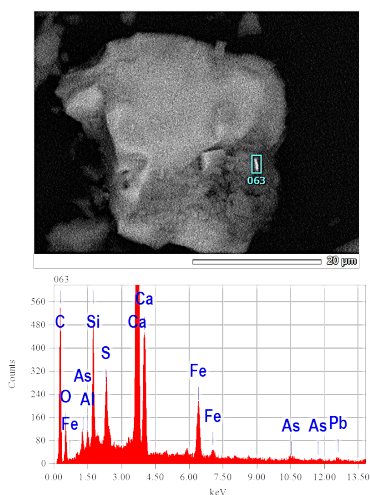 063
20 μm
063
560
480
400
320
240
160
80
0
Counts
C
O
Fe
As
Al
Si
S
Ca
Ca
Fe
Fe
As
As
Pb
0.00 1.50 3.00 4.50 6.00 7.50 9.00 10.50 12.00 13.50
keV